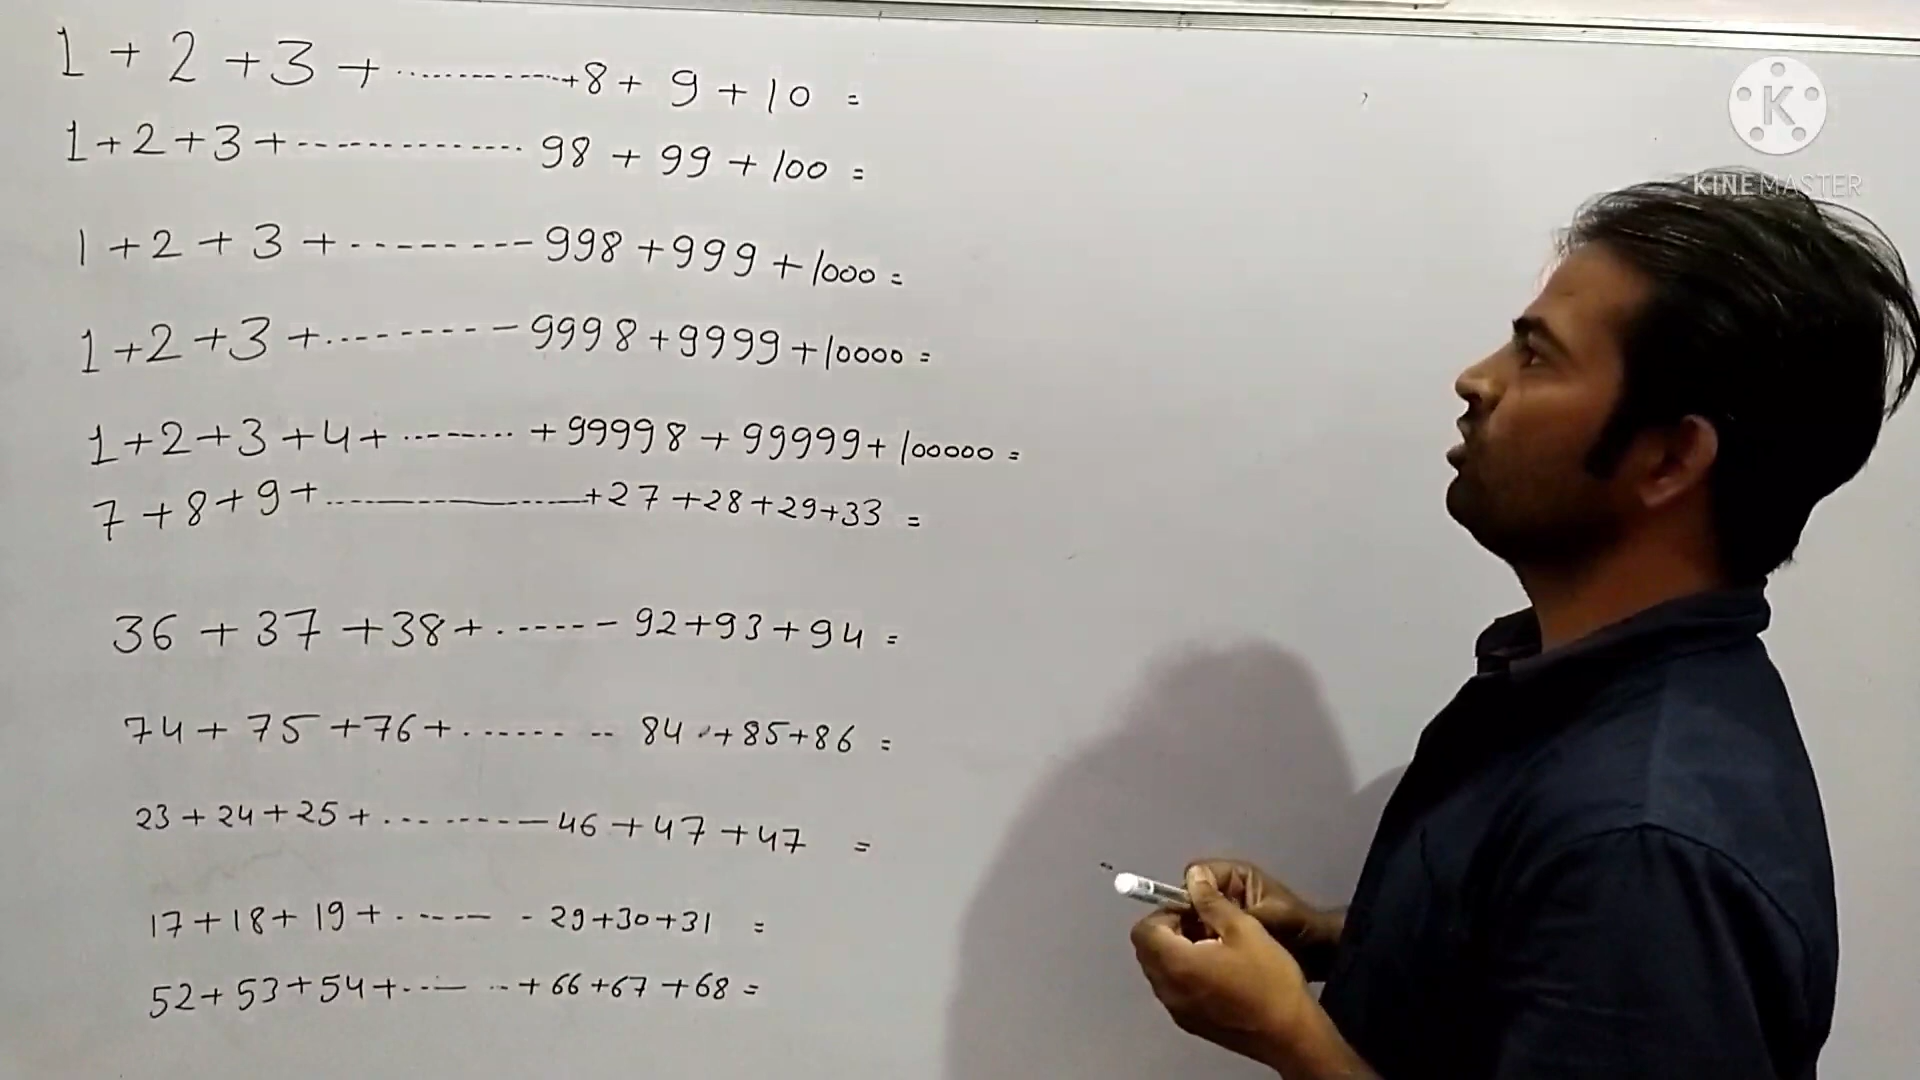 1 + 2 + 3 + ............ + 8 + 9 + 10 =
1 + 2 + 3 + ............ 98 + 99 + 100 =
1 + 2 + 3 + ........ 998 + 999 + 1000 =
1 + 2 + 3 + ........ 9998 + 9999 + 10000 =
1 + 2 + 3 + 4 + ........ + 99998 + 99999 + 100000 =
7 + 8 + 9 + ............ + 27 + 28 + 29 + 33 =
36 + 37 + 38 + ...... 92 + 93 + 94 =
74 + 75 + 76 + ........ 84 + 85 + 86 =
23 + 24 + 25 + ........ 46 + 47 + 47 =
17 + 18 + 19 + ...... 29 + 30 + 31 =
52 + 53 + 54 + ...... + 66 + 67 + 68 =
K
KINEMASTER